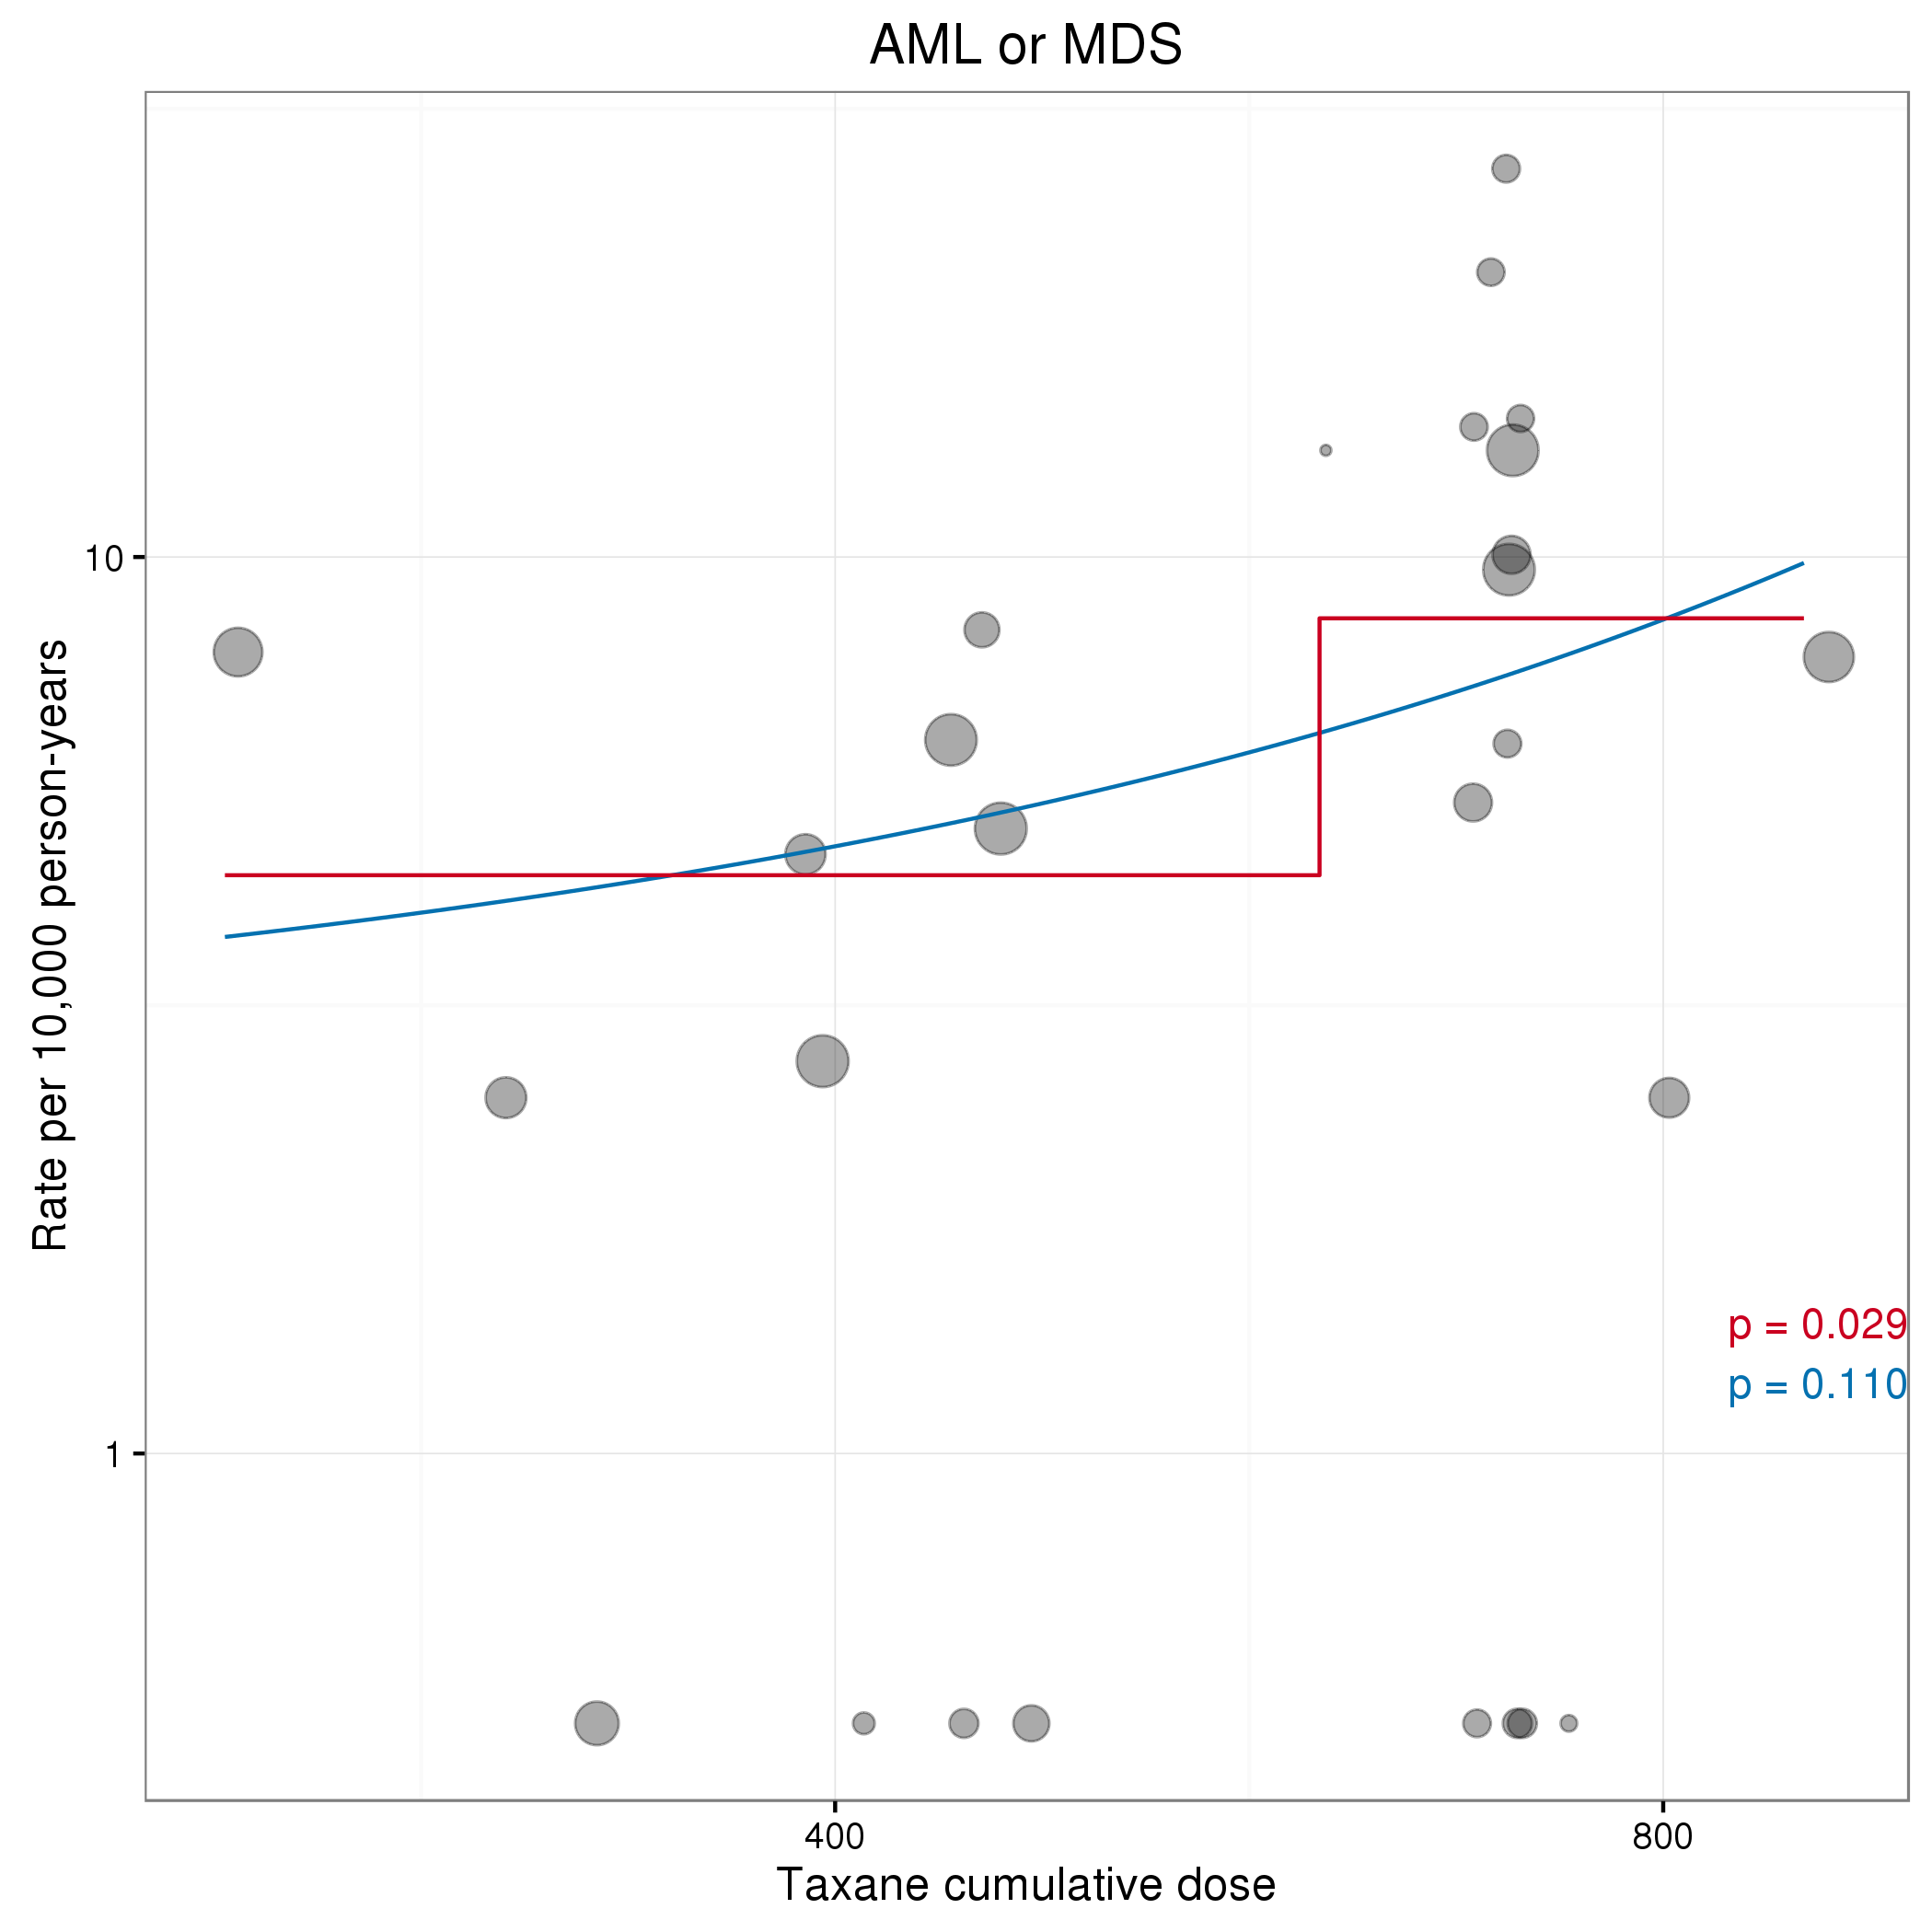 AML or MDS
Rate per 10,000 person-years
10
1
p = 0.029
p = 0.110
400
800
Taxane cumulative dose